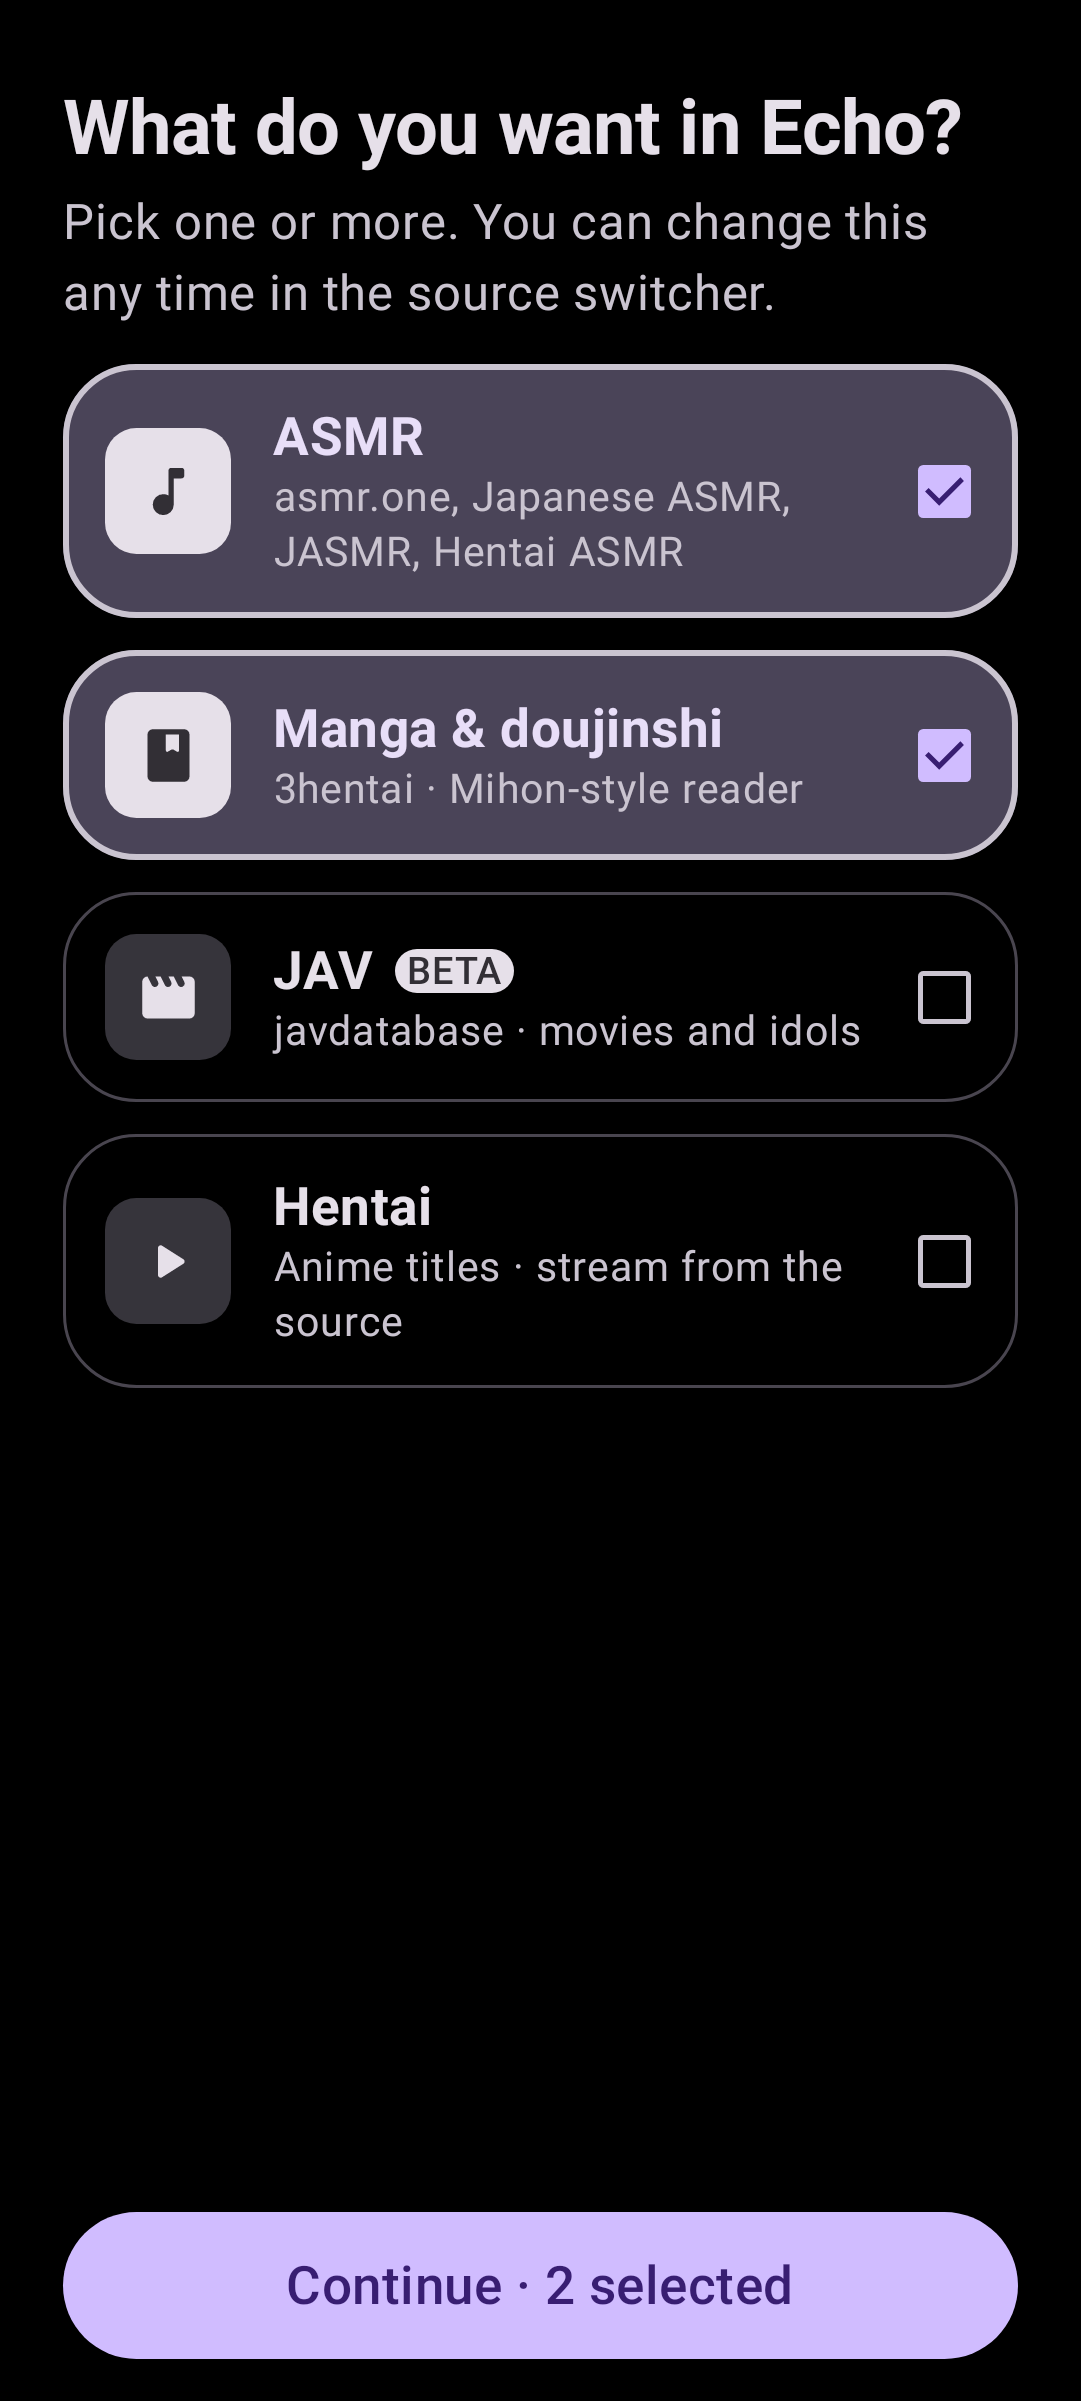 What do you want in Echo?
Pick one or more. You can change this
any time in the source switcher.
ASMR
asmr.one, Japanese ASMR,
JASMR, Hentai ASMR
Manga & doujinshi
3hentai · Mihon-style reader
JAV BETA
javdatabase · movies and idols
Hentai
Anime titles · stream from the
source
Continue · 2 selected